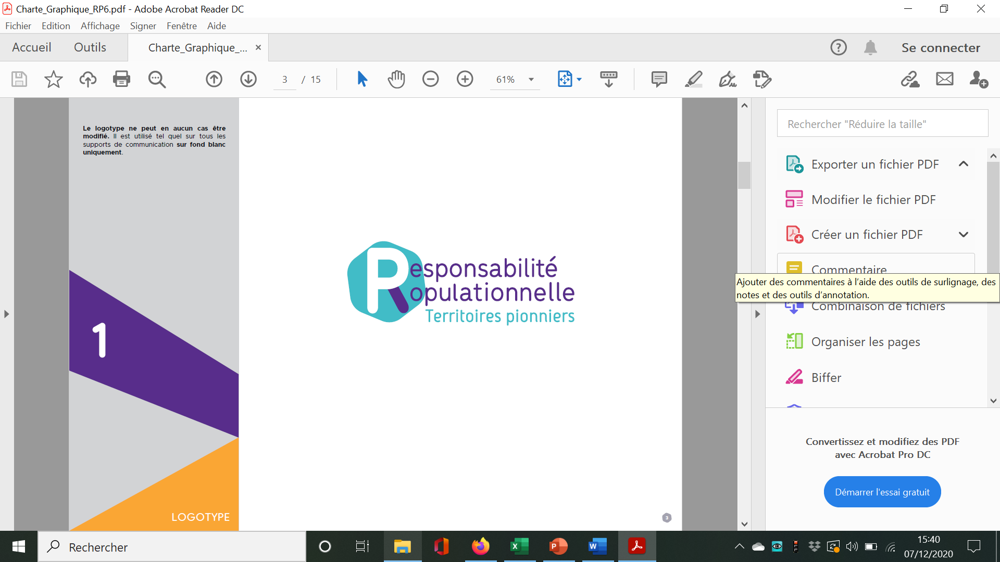 Charte_Graphique_RP6.pdf - Adobe Acrobat Reader DC
Fichier Edition Affichage Signer Fenêtre Aide
Accueil Outils Charte_Graphique_... × Se connecter
3 / 15 61%
Le logotype ne peut en aucun cas être
modifié. Il est utilisé tel quel sur tous les
supports de communication sur fond blanc
uniquement.
1
LOGOTYPE
Responsabilité
Populationnelle
Territoires pionniers
3
Rechercher "Réduire la taille"
Exporter un fichier PDF
Modifier le fichier PDF
Créer un fichier PDF
Commentaire
Ajouter des commentaires à l’aide des outils de surlignage, des
notes et des outils d’annotation.
Combinaison de fichiers
Organiser les pages
Biffer
Convertissez et modifiez des PDF
avec Acrobat Pro DC
Démarrer l'essai gratuit
Rechercher
15:40
07/12/2020